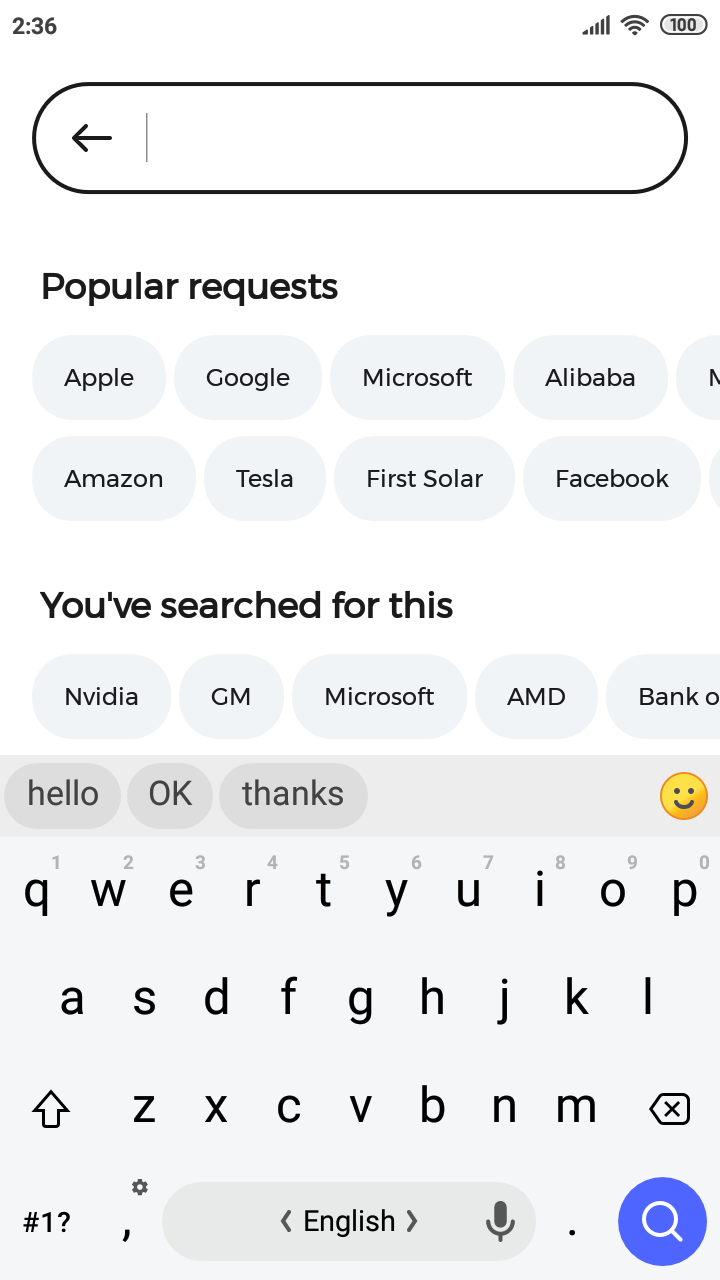 2:36 100
Popular requests
Apple Google Microsoft Alibaba
Amazon Tesla First Solar Facebook
You've searched for this
Nvidia GM Microsoft AMD Bank o
hello OK thanks
1 2 3 4 5 6 7 8 9 0
q w e r t y u i o p
a s d f g h j k l
z x c v b n m
#1? , English .